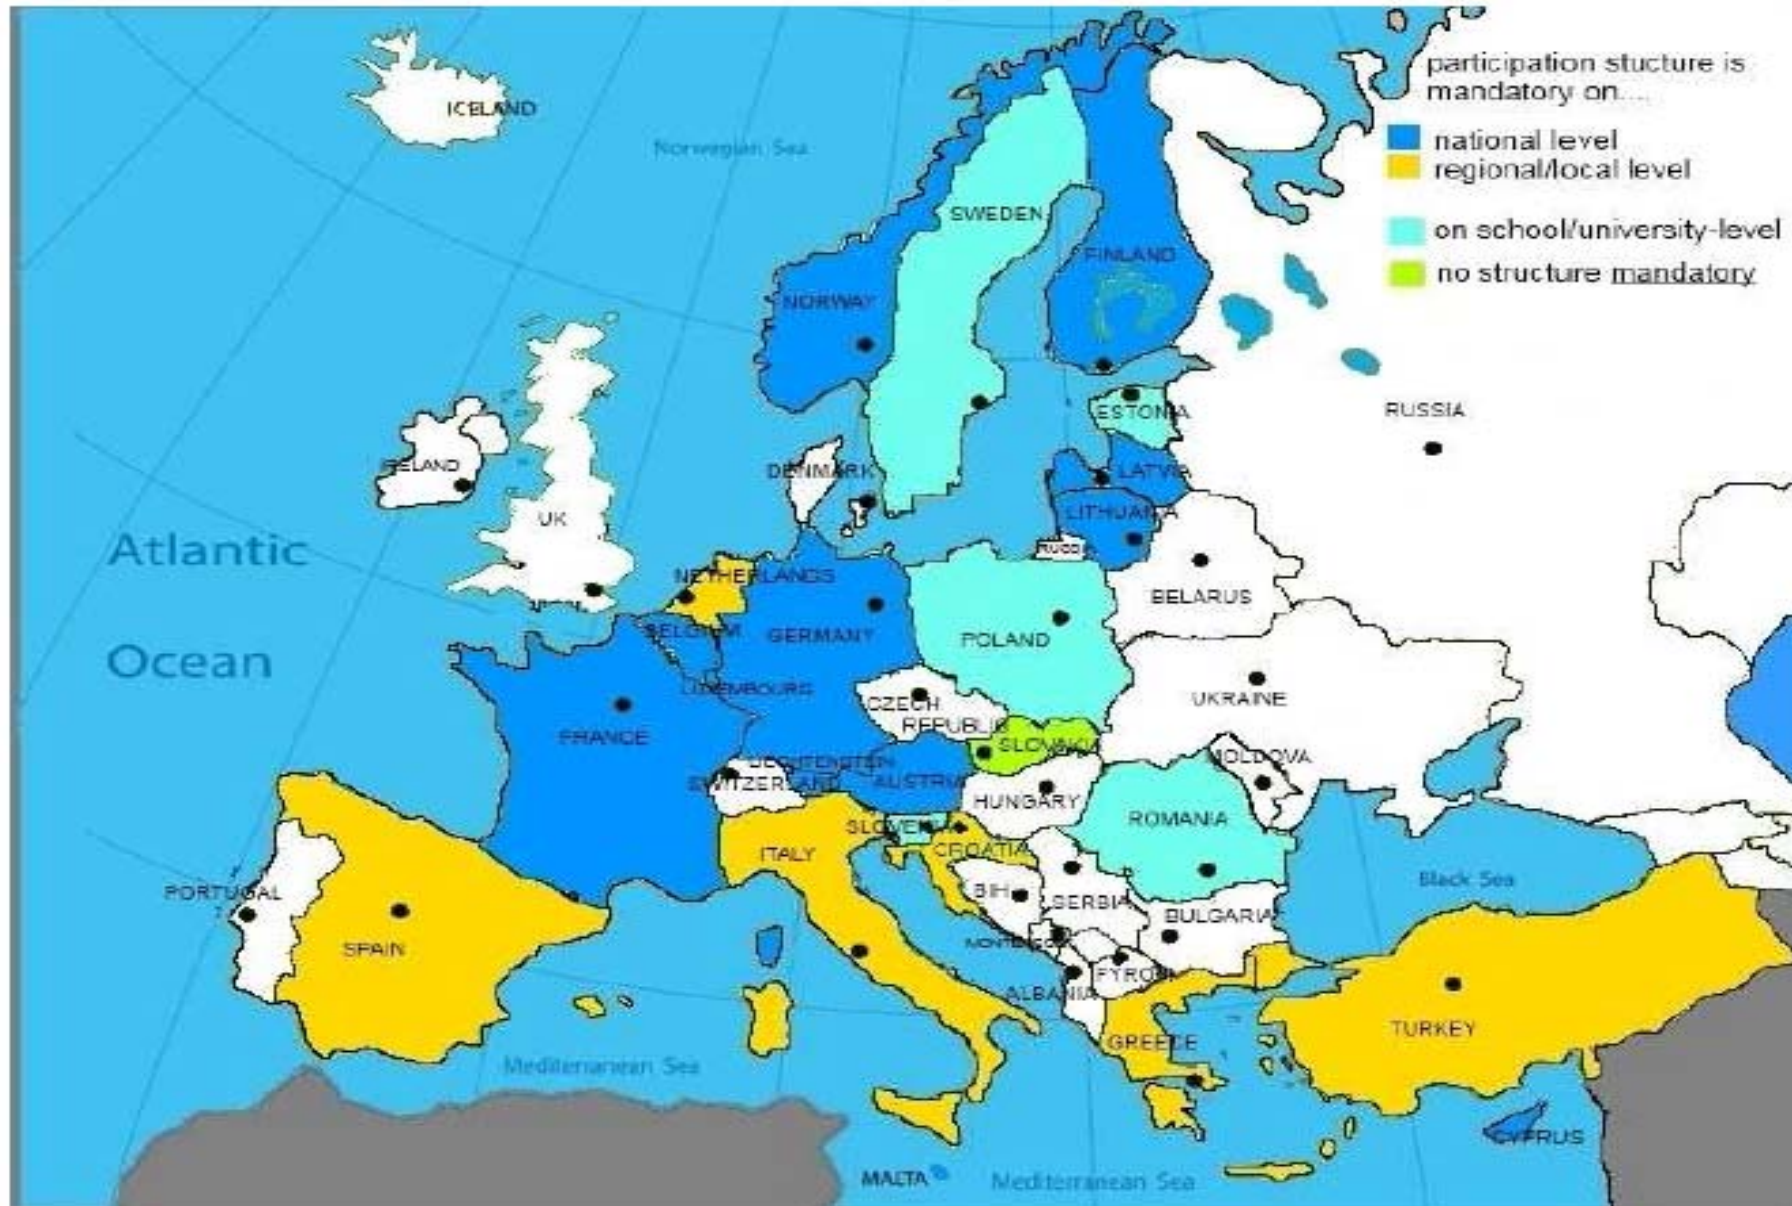 participation stucture is
mandatory on....
national level
regional/local level
on school/university-level
no structure mandatory
ICELAND
Norwegian Sea
SWEDEN
FINLAND
NORWAY
ESTONIA
RUSSIA
IRELAND
DENMARK
LATVIA
LITHUANIA
UK
RUSSIA
Atlantic
Ocean
NETHERLANDS
BELARUS
BELGIUM
GERMANY
POLAND
LUXEMBOURG
CZECH
REPUBLIC
UKRAINE
FRANCE
SLOVAKIA
LIECHTENSTEIN
SWITZERLAND
AUSTRIA
MOLDOVA
HUNGARY
SLOVENIA
ROMANIA
ITALY
CROATIA
PORTUGAL
BIH
SERBIA
Black Sea
BULGARIA
SPAIN
MONTENEGRO
FYROM
ALBANIA
GREECE
TURKEY
Mediterranean Sea
CYPRUS
MALTA
Mediterranean Sea